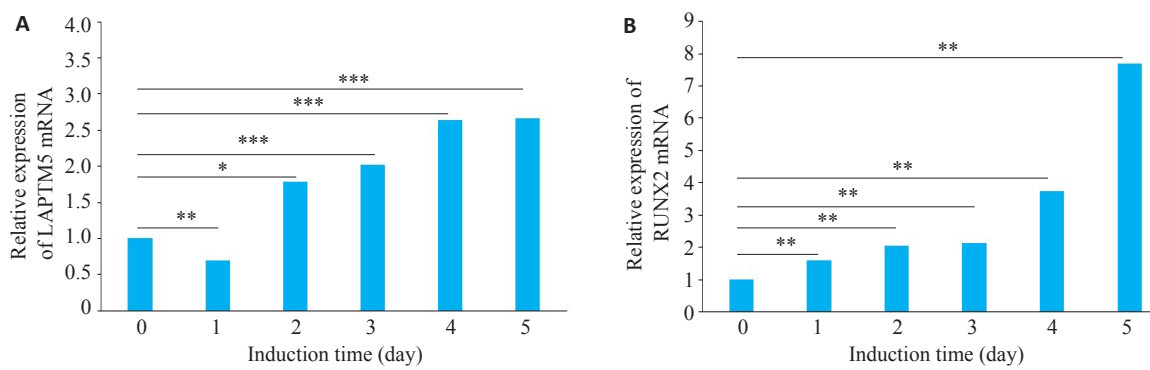 A
Relative expression
of LAPTM5 mRNA
4.0
3.5
3.0
2.5
2.0
1.5
1.0
0.5
0
***
***
***
*
**
0 1 2 3 4 5
Induction time (day)
B
Relative expression of
RUNX2 mRNA
9
8
7
6
5
4
3
2
1
0
**
**
**
**
**
0 1 2 3 4 5
Induction time (day)